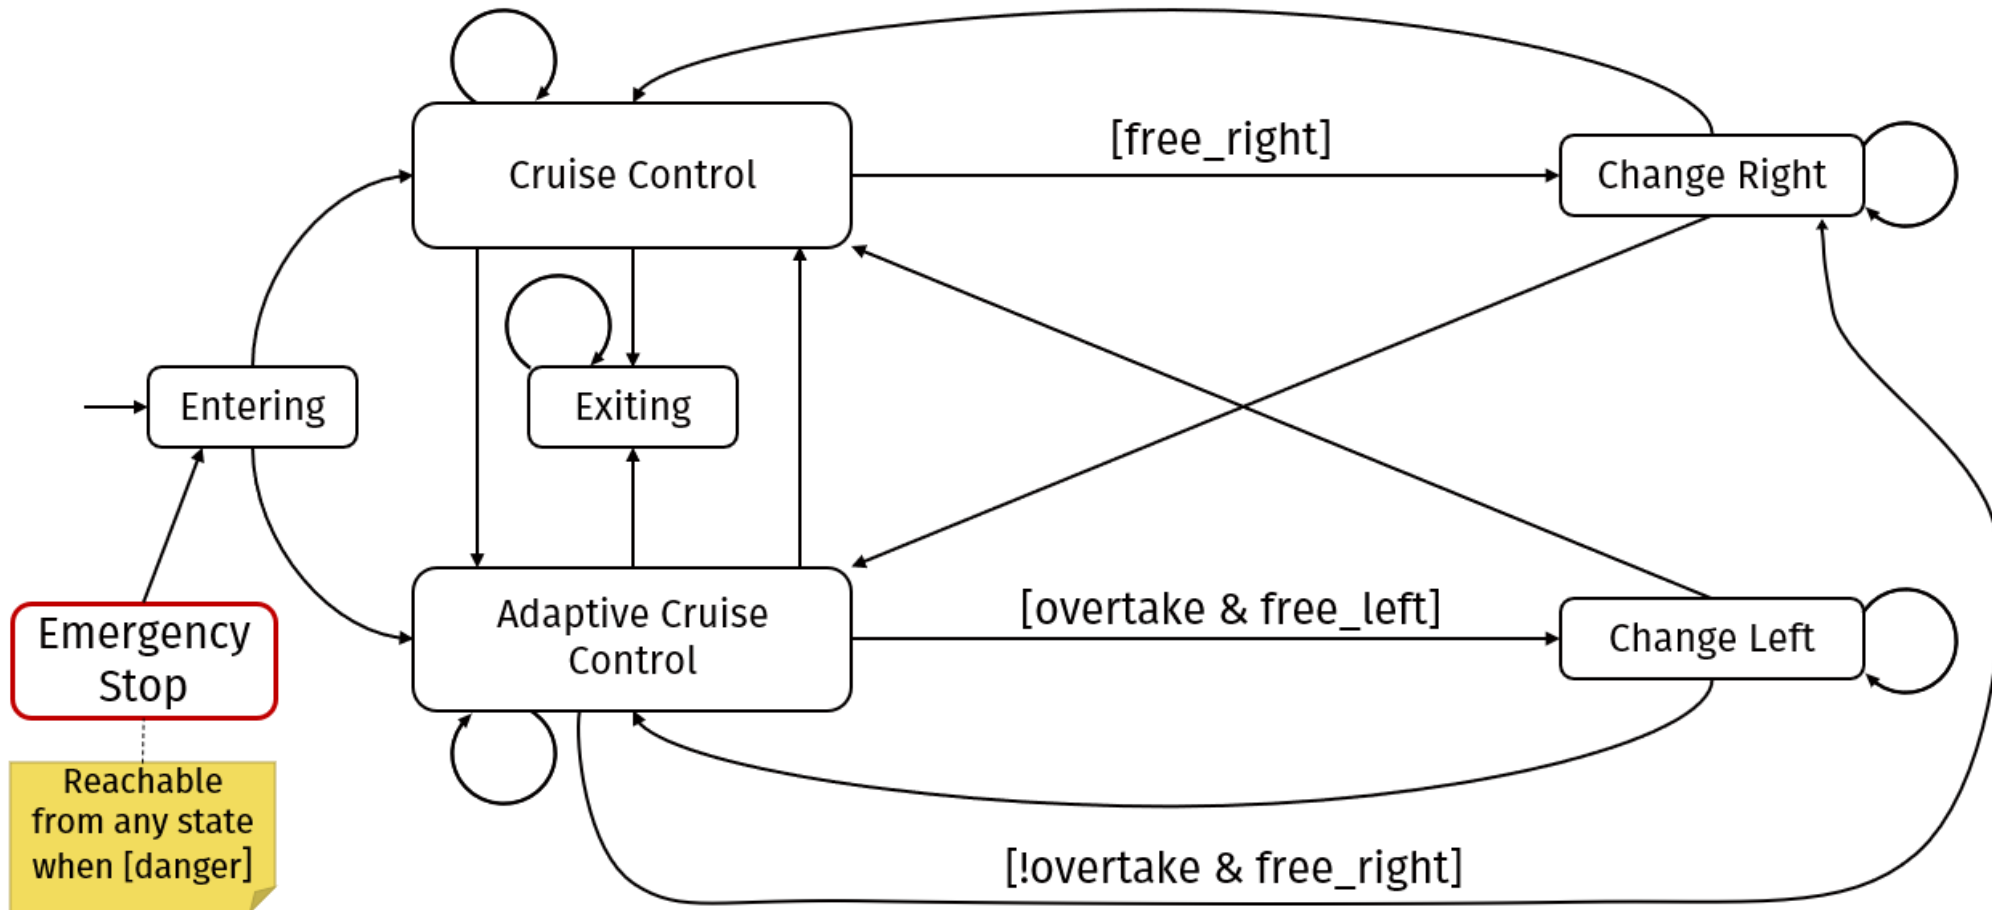 Cruise Control
[free_right]
Change Right
Entering
Exiting
Emergency
Stop
Adaptive Cruise
Control
[overtake & free_left]
Change Left
Reachable
from any state
when [danger]
[!overtake & free_right]